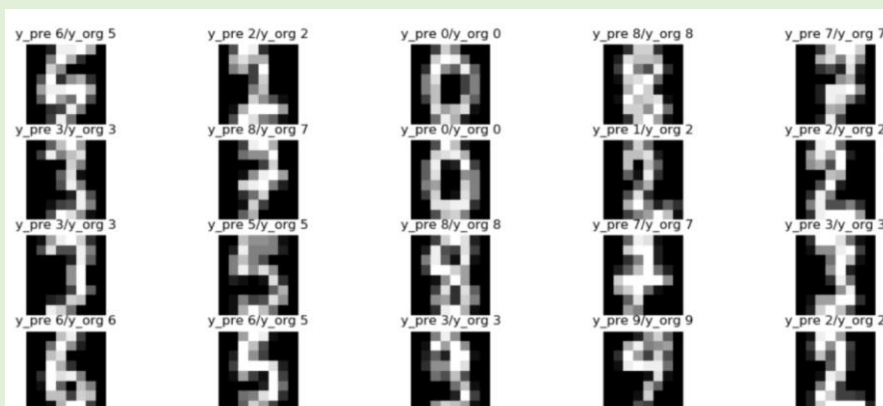 y_pre 6/y_org 5 y_pre 2/y_org 2 y_pre 0/y_org 0 y_pre 8/y_org 8 y_pre 7/y_org 7
y_pre 3/y_org 3 y_pre 8/y_org 7 y_pre 0/y_org 0 y_pre 1/y_org 2 y_pre 2/y_org 2
y_pre 3/y_org 3 y_pre 5/y_org 5 y_pre 8/y_org 8 y_pre 7/y_org 7 y_pre 3/y_org 3
y_pre 6/y_org 6 y_pre 6/y_org 5 y_pre 3/y_org 3 y_pre 9/y_org 9 y_pre 2/y_org 2